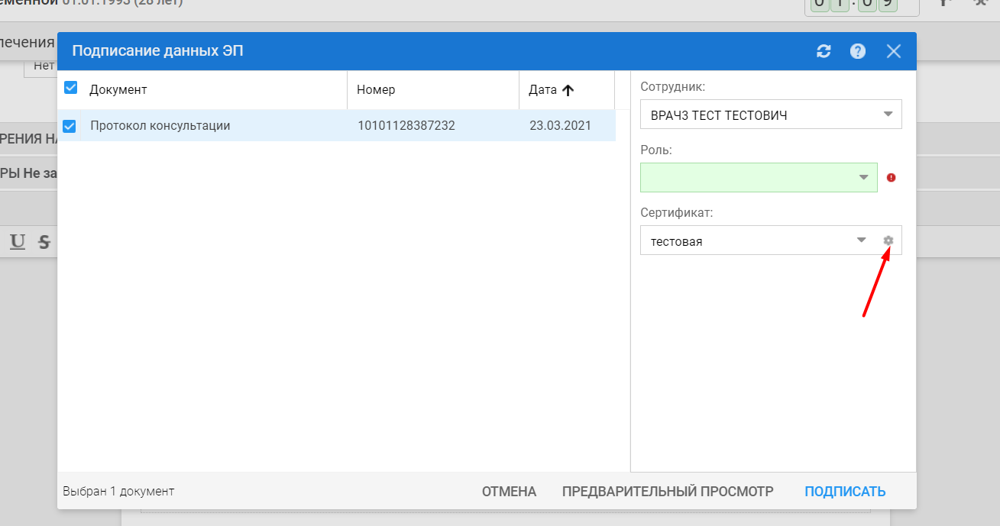 01.01.1993 (28 лет)
01:09
лечения
Нет
Подписание данных ЭП
Документ Номер Дата
Протокол консультации 10101128387232 23.03.2021
Сотрудник:
ВРАЧ3 ТЕСТ ТЕСТОВИЧ
Роль:
Сертификат:
тестовая
РЕНИЯ НА
РЫ Не за
U S
Выбран 1 документ
ОТМЕНА ПРЕДВАРИТЕЛЬНЫЙ ПРОСМОТР ПОДПИСАТЬ